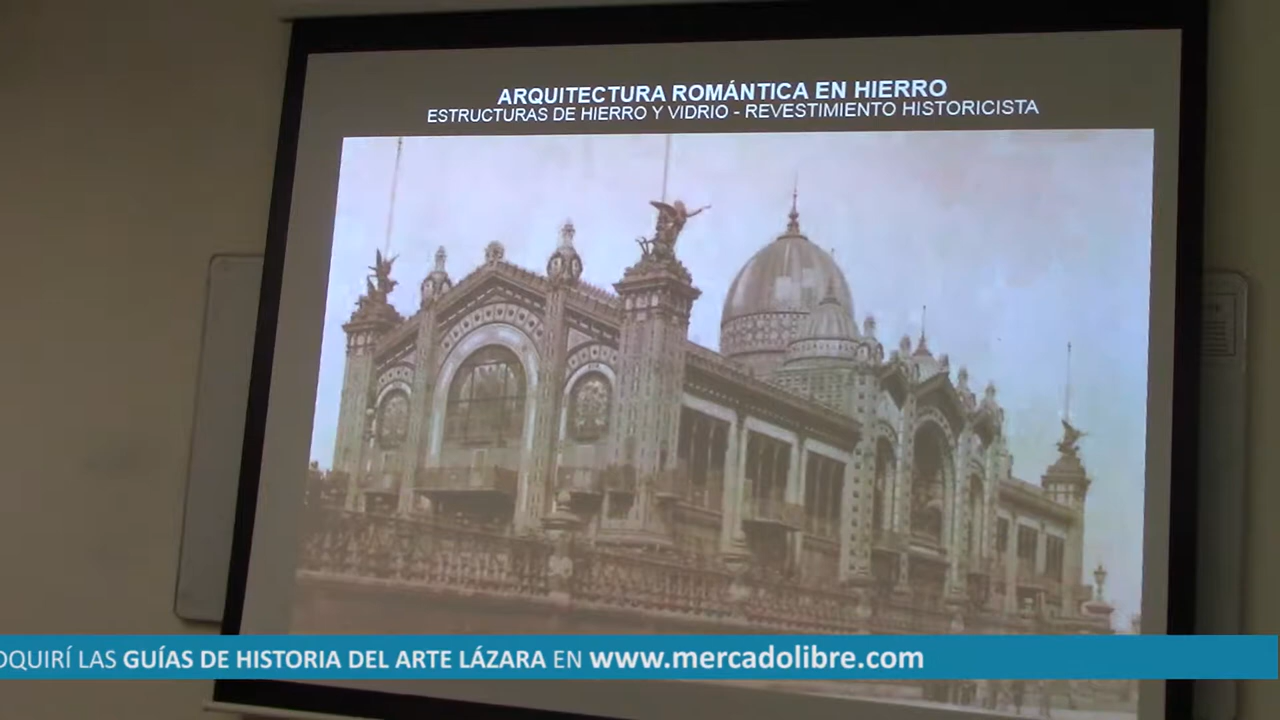 ARQUITECTURA ROMÁNTICA EN HIERRO
ESTRUCTURAS DE HIERRO Y VIDRIO - REVESTIMIENTO HISTORICISTA
DQUIRÍ LAS GUÍAS DE HISTORIA DEL ARTE LÁZARA EN www.mercadolibre.com